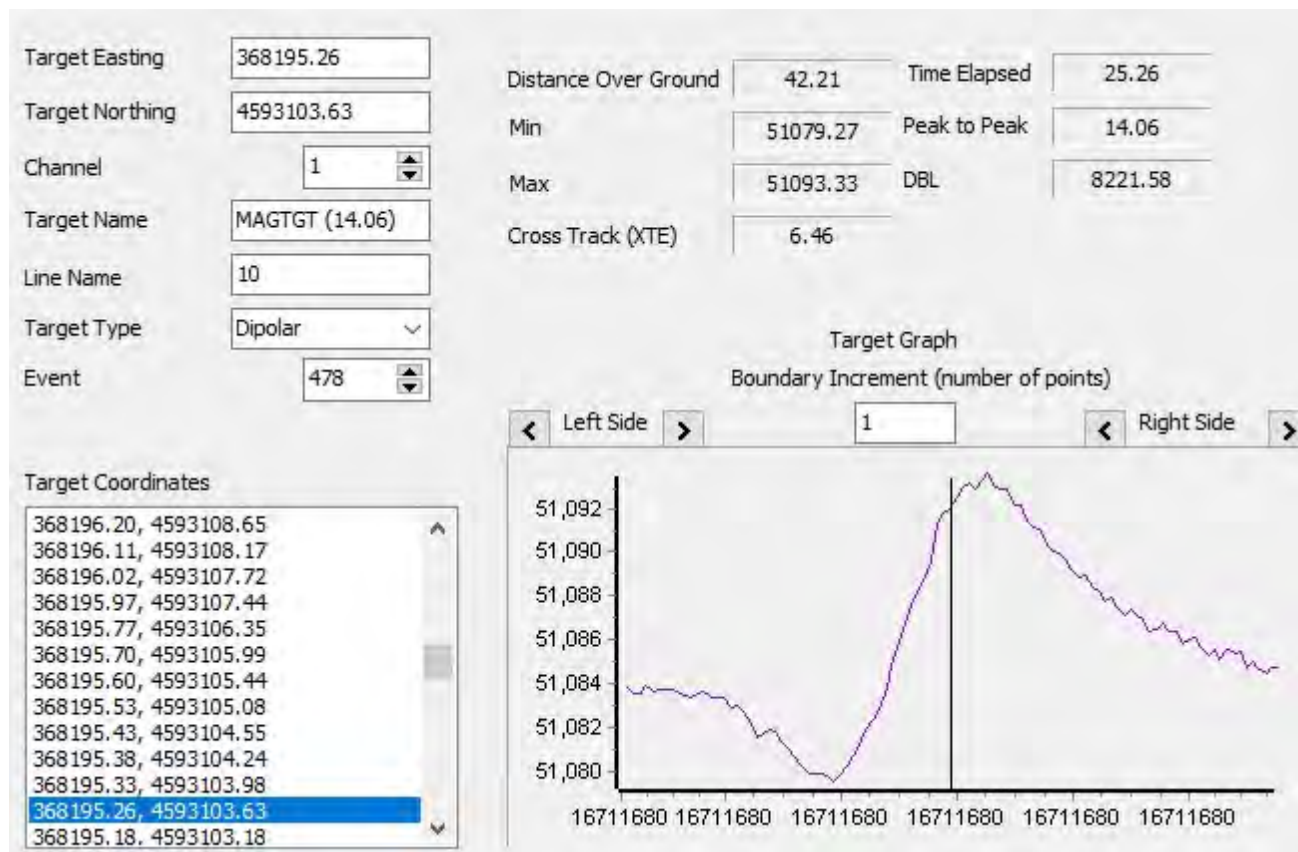 Target Easting 368195.26
Target Northing 4593103.63
Channel 1
Target Name MAGTGT (14.06)
Line Name 10
Target Type Dipolar
Event 478
Distance Over Ground 42.21 Time Elapsed 25.26
Min 51079.27 Peak to Peak 14.06
Max 51093.33 DBL 8221.58
Cross Track (XTE) 6.46
Target Graph
Boundary Increment (number of points)
Left Side 1 Right Side
Target Coordinates
368196.20, 4593108.65
368196.11, 4593108.17
368196.02, 4593107.72
368195.97, 4593107.44
368195.77, 4593106.35
368195.70, 4593105.99
368195.60, 4593105.44
368195.53, 4593105.08
368195.43, 4593104.55
368195.38, 4593104.24
368195.33, 4593103.98
368195.26, 4593103.63
368195.18, 4593103.18
51,092
51,090
51,088
51,086
51,084
51,082
51,080
16711680 16711680 16711680 16711680 16711680 16711680